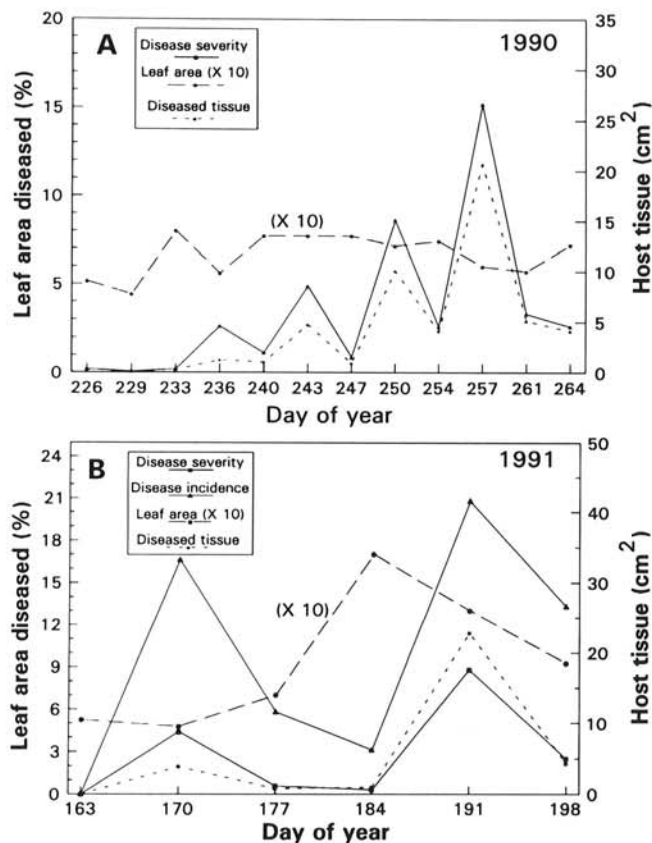 A
1990
Disease severity
Leaf area (X 10)
Diseased tissue
(X 10)
Leaf area diseased (%)
20
15
10
5
0
Host tissue (cm²)
35
30
25
20
15
10
5
0
226 229 233 236 240 243 247 250 254 257 261 264
Day of year
B
1991
Disease severity
Disease incidence
Leaf area (X 10)
Diseased tissue
(X 10)
Leaf area diseased (%)
24
21
18
15
12
9
6
3
0
Host tissue (cm²)
50
40
30
20
10
0
163 170 177 184 191 198
Day of year